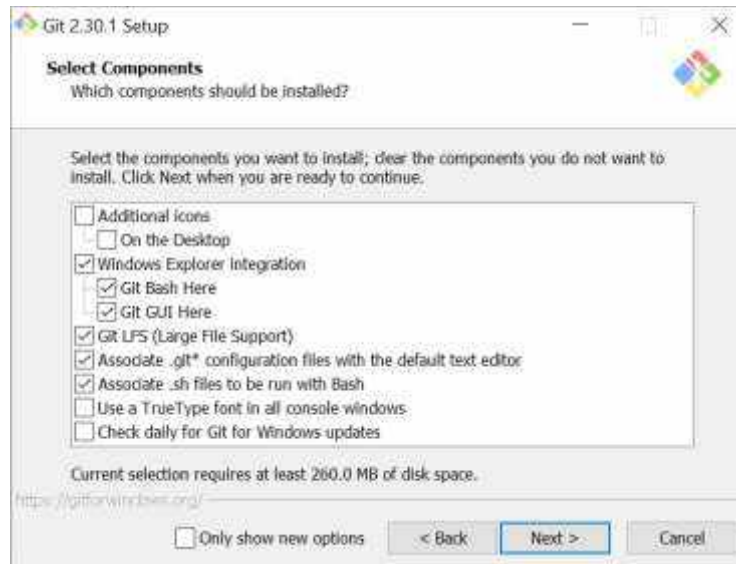 Git 2.30.1 Setup
Select Components
Which components should be installed?
Select the components you want to install; clear the components you do not want to
install. Click Next when you are ready to continue.
Additional icons
On the Desktop
Windows Explorer integration
Git Bash Here
Git GUI Here
Git LFS (Large File Support)
Associate .git* configuration files with the default text editor
Associate .sh files to be run with Bash
Use a TrueType font in all console windows
Check daily for Git for Windows updates
Current selection requires at least 260.0 MB of disk space.
https://gitforwindows.org/
Only show new options
< Back
Next >
Cancel